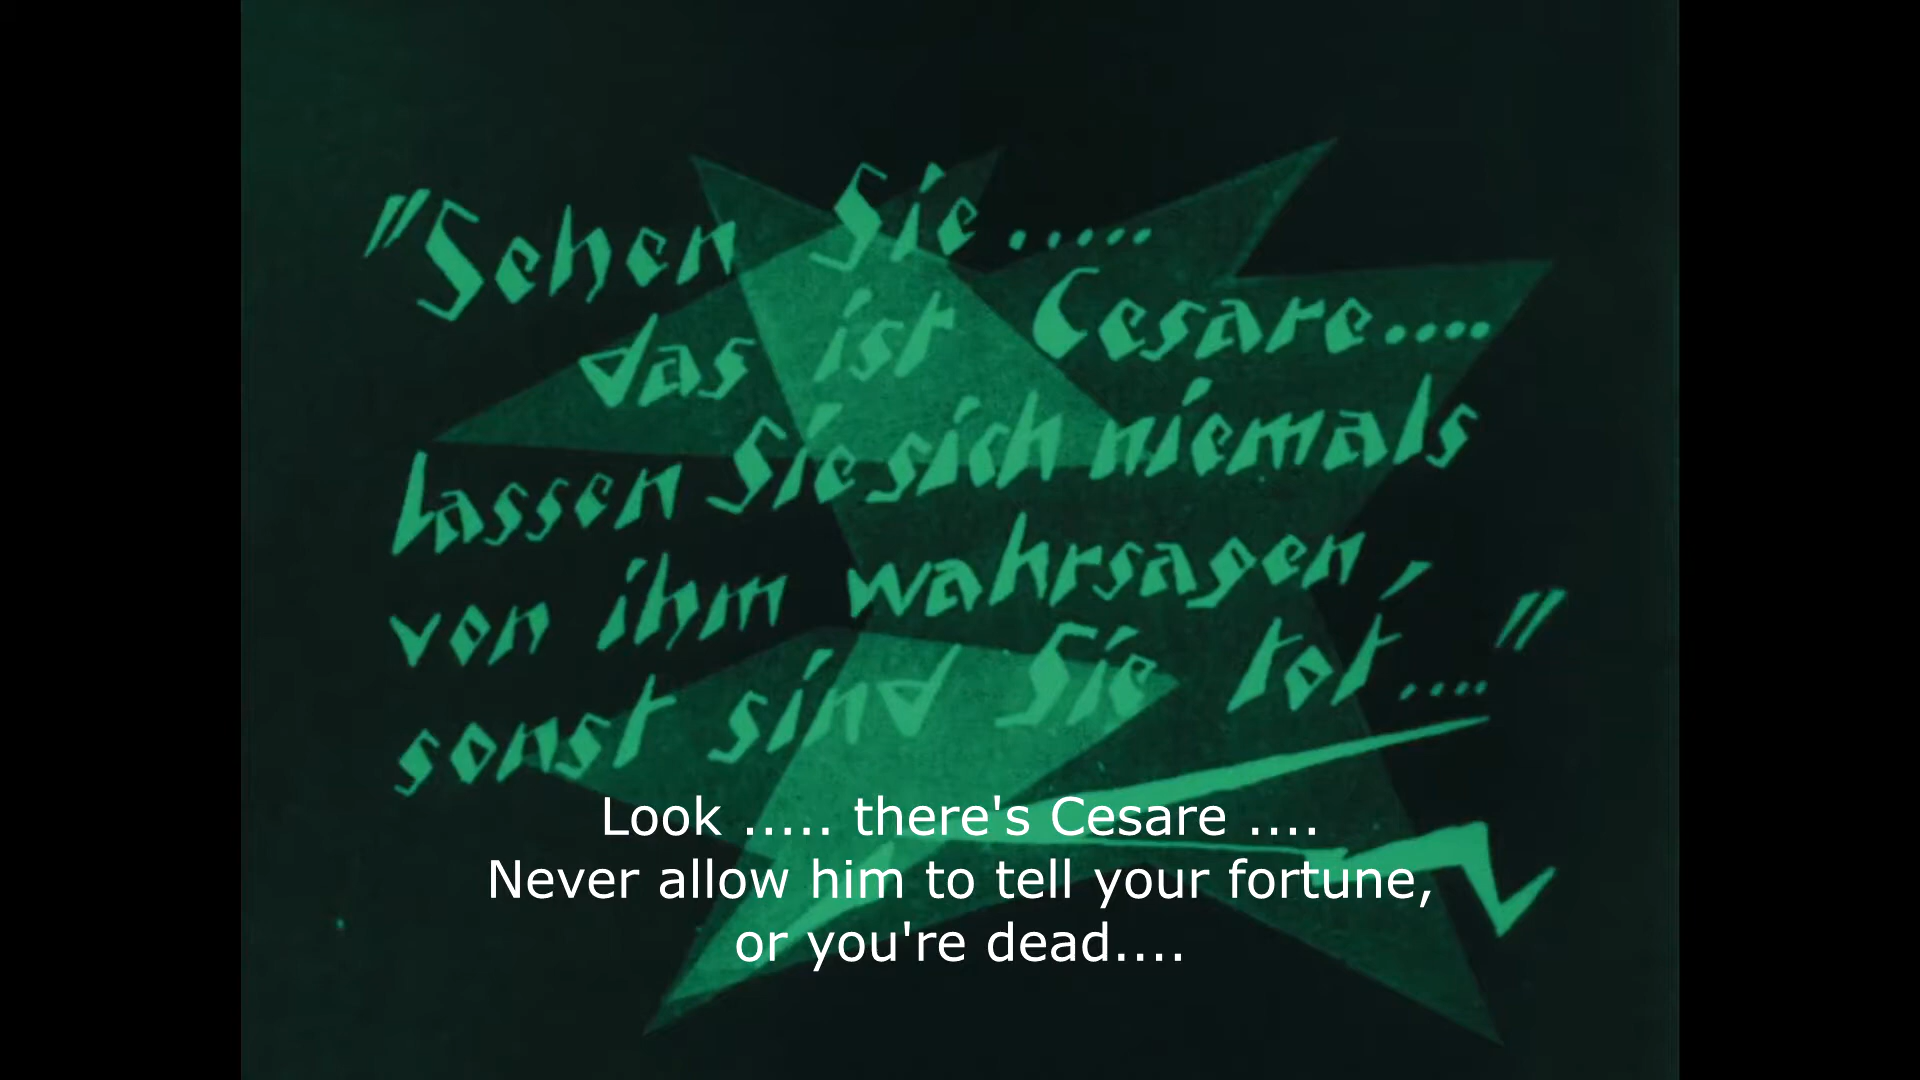 "Sehen Sie.....
das ist Cesare....
lassen Sie sich niemals
von ihm wahrsagen,
sonst sind Sie tot...."
Look ..... there's Cesare ....
Never allow him to tell your fortune,
or you're dead....